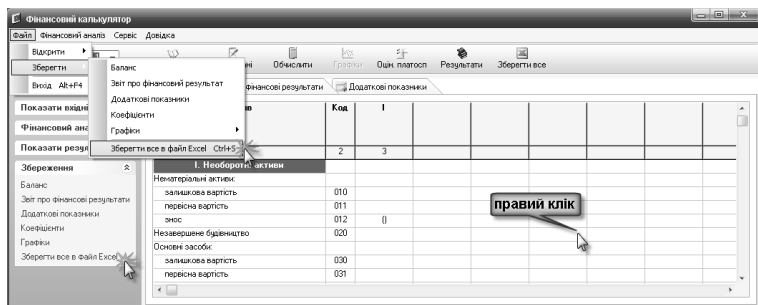 Фінансовий калькулятор
Файл Фінансовий аналіз Сервіс Довідка
Відкрити
Зберегти
Вихід Alt+F4
Баланс
Звіт про фінансовий результат
Додаткові показники
Коефіцієнти
Графіки
Зберегти все в файл Excel Ctrl+S
Обчислити Графіки Оцін. платосп Результати Зберегти все
фінансові результати Додаткові показники
Показати вхідні
Фінансовий ана
Показати резул
Збереження
Баланс
Звіт про фінансові результати
Додаткові показники
Коефіцієнти
Графіки
Зберегти все в файл Excel
ив Код І
2 3
I. Необоротні активи
Нематеріальні активи:
залишкова вартість 010
первісна вартість 011
знос 012 ()
Незавершене будівництво 020
Основні засоби:
залишкова вартість 030
первісна вартість 031
правий клік